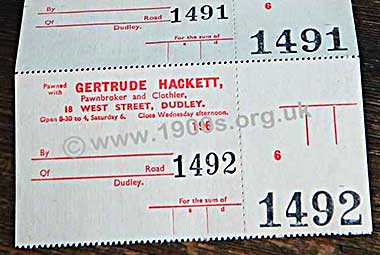 By
Of Road 1491 6
Dudley.
For the sum of 1491
s d
Pawned with GERTRUDE HACKETT,
Pawnbroker and Clothier,
18 WEST STREET, DUDLEY.
Open 8-30 to 4, Saturday 6. Close Wednesday afternoon.
196
© www.1900s.org.uk
By
Of Road 1492 6
Dudley.
For the sum of 1492
s d